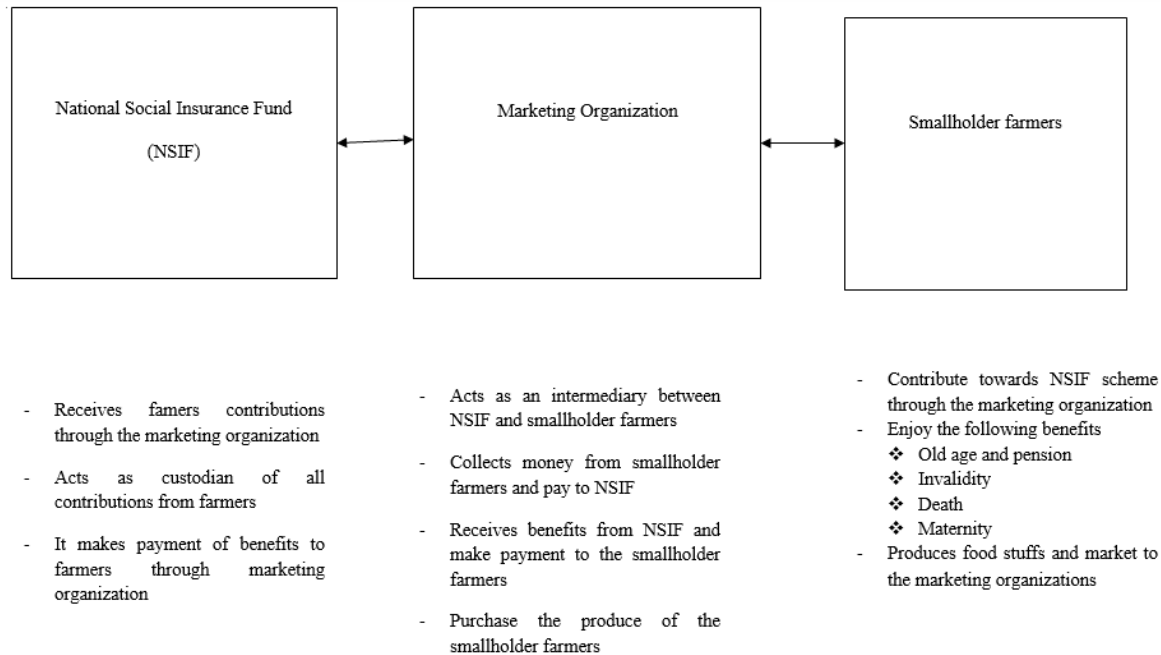 National Social Insurance Fund
(NSIF)
Marketing Organization
Smallholder farmers
- Receives famers contributions
through the marketing organization
- Acts as custodian of all
contributions from farmers
- It makes payment of benefits to
farmers through marketing
organization
- Acts as an intermediary between
NSIF and smallholder farmers
- Collects money from smallholder
farmers and pay to NSIF
- Receives benefits from NSIF and
make payment to the smallholder
farmers
- Purchase the produce of the
smallholder farmers
- Contribute towards NSIF scheme
through the marketing organization
- Enjoy the following benefits
❖ Old age and pension
❖ Invalidity
❖ Death
❖ Maternity
- Produces food stuffs and market to
the marketing organizations